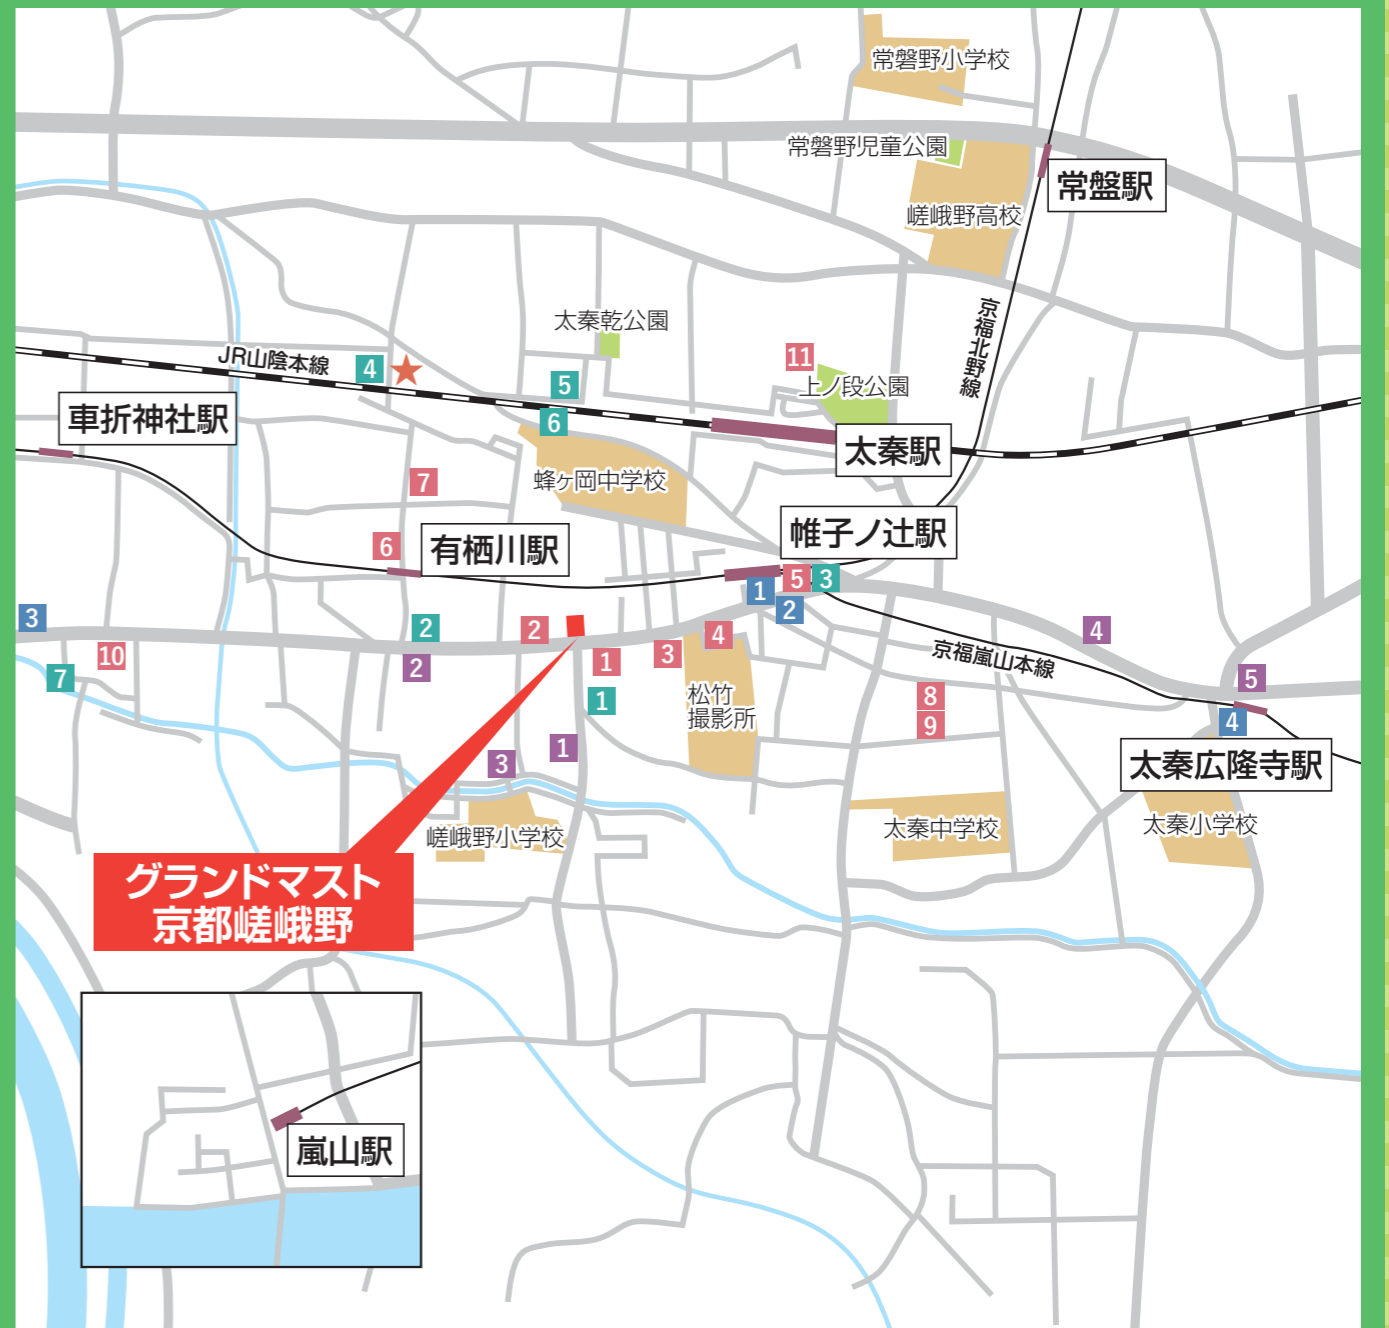 常磐野小学校
常磐野児童公園
常盤駅
嵯峨野高校
京福北野線
太秦乾公園
JR山陰本線
4
5
11
上ノ段公園
6
車折神社駅
太秦駅
7
蜂ヶ岡中学校
6
有栖川駅
帷子ノ辻駅
1
5
3
2
3
2
2
4
4
10
2
1
3
京福嵐山本線
7
1
松竹
撮影所
8
9
5
4
3
1
太秦広隆寺駅
嵯峨野小学校
太秦中学校
太秦小学校
グランドマスト
京都嵯峨野
嵐山駅